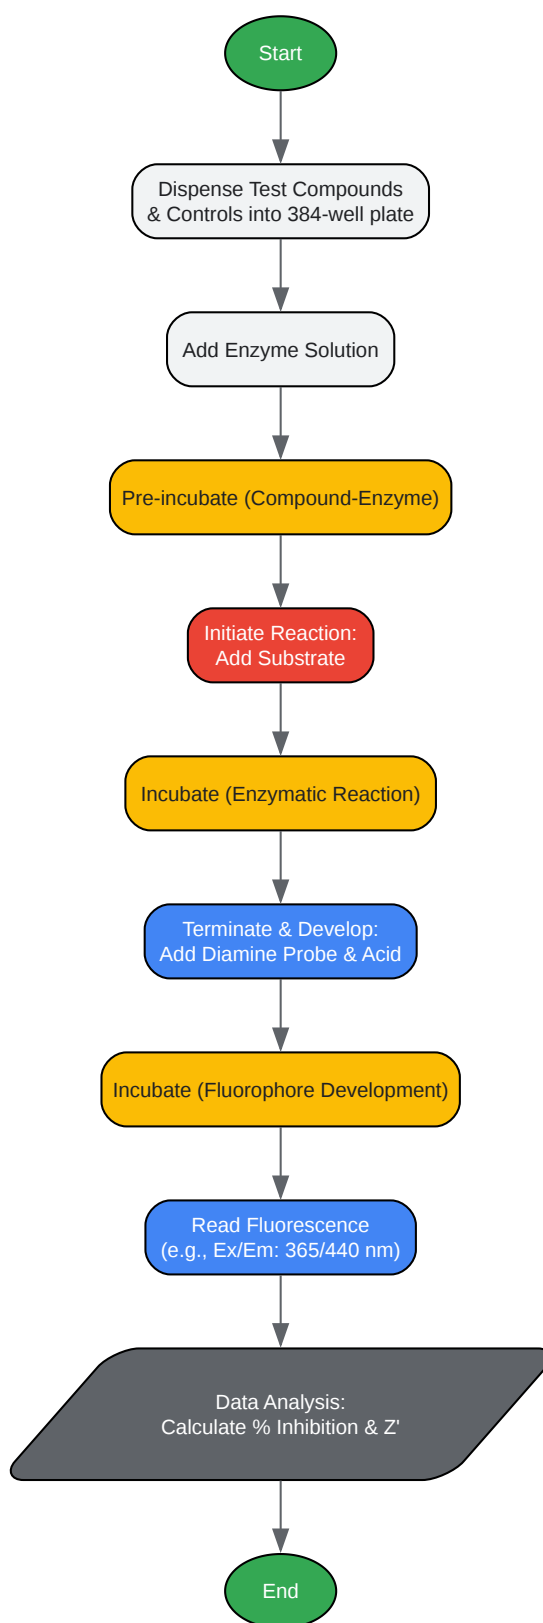 Start
Dispense Test Compounds
& Controls into 384-well plate
Add Enzyme Solution
Pre-incubate (Compound-Enzyme)
Initiate Reaction:
Add Substrate
Incubate (Enzymatic Reaction)
Terminate & Develop:
Add Diamine Probe & Acid
Incubate (Fluorophore Development)
Read Fluorescence
(e.g., Ex/Em: 365/440 nm)
Data Analysis:
Calculate % Inhibition & Z'
End